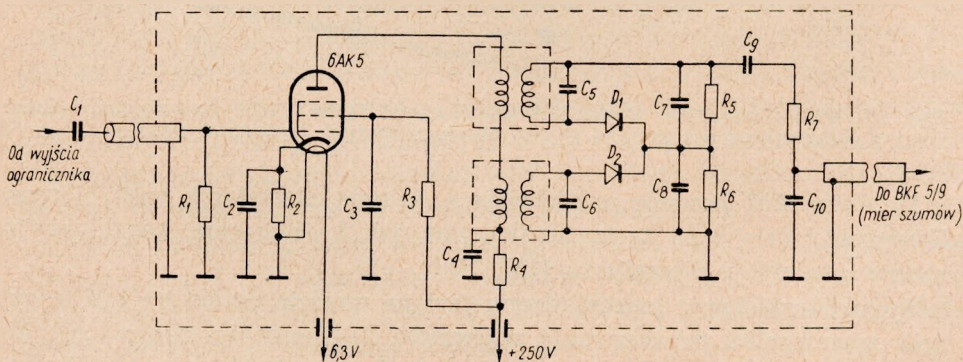 6AK5
C1
Od wyjścia
ogranicznika
R1
C2
R2
C3
R3
C4
R4
C5
C6
D1
D2
C7
C8
R5
R6
C9
R7
C10
Do BKF 5/9
(mier szumów)
6,3V
+250V